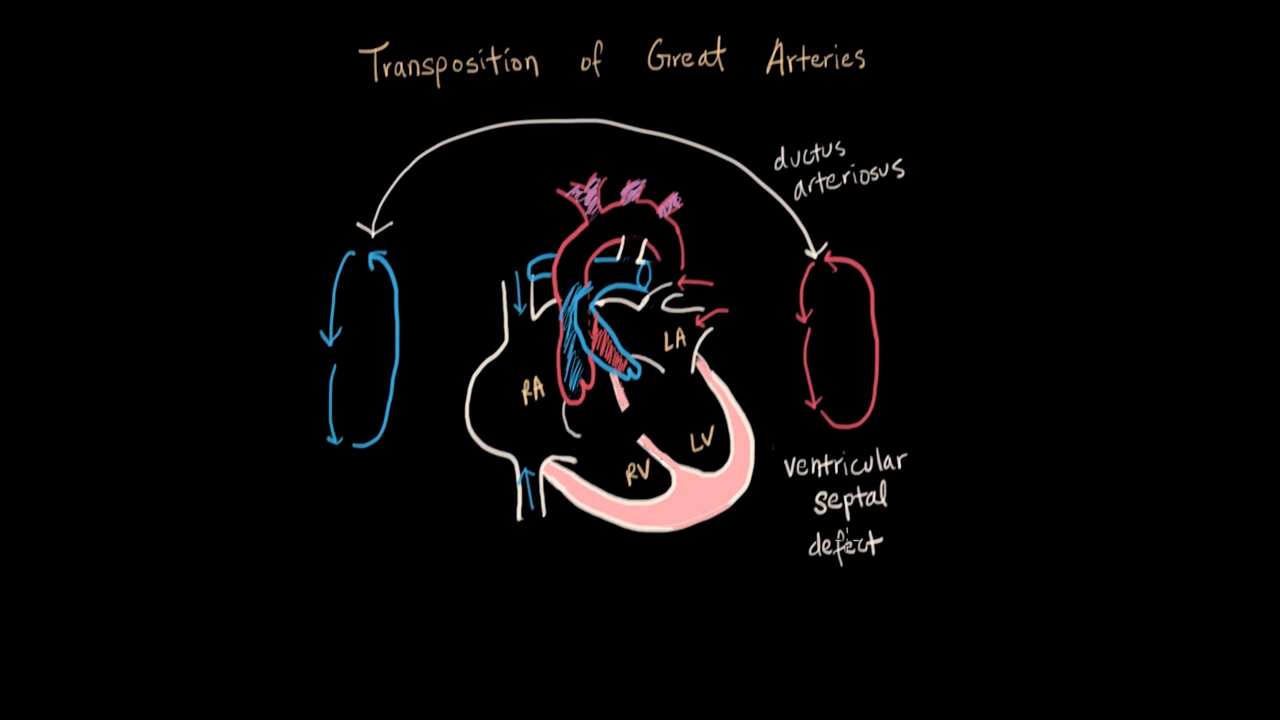 Transposition of Great Arteries
ductus
arteriosus
LA
RA
LV
RV
ventricular
septal
defect